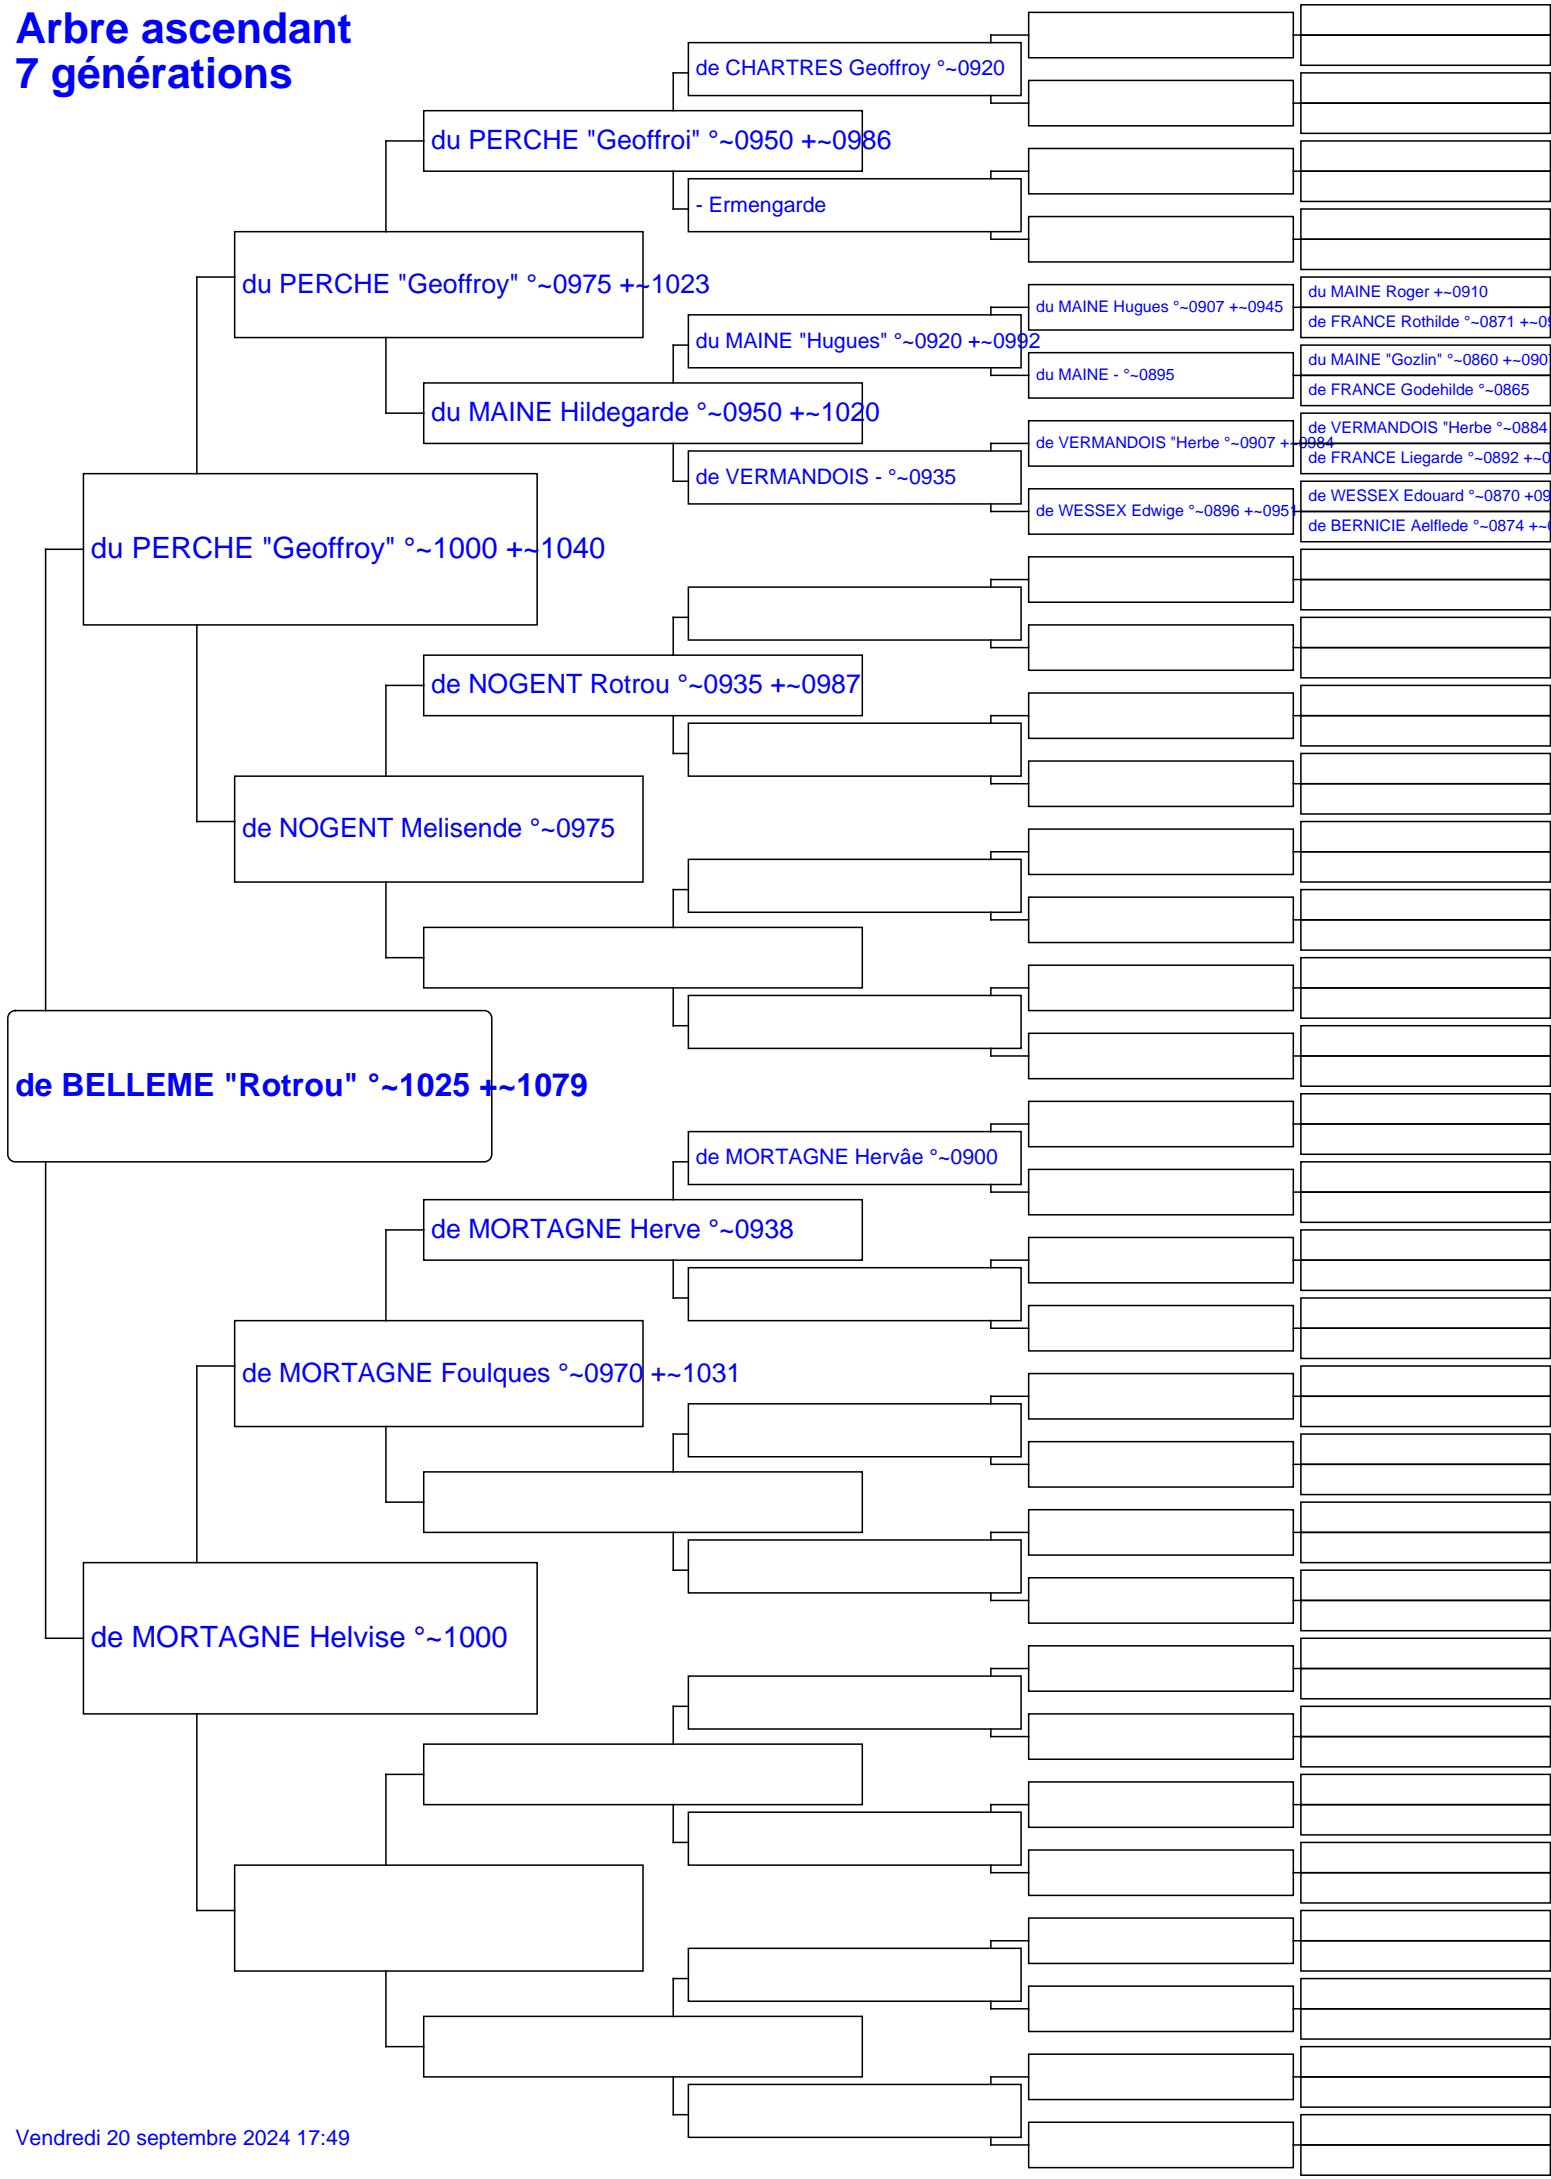 Arbre ascendant
7 générations
de CHARTRES Geoffroy °~0920
du PERCHE "Geoffroi" °~0950 +~0986
- Ermengarde
du PERCHE "Geoffroy" °~0975 +~1023
du MAINE Roger +~0910
du MAINE Hugues °~0907 +~0945
de FRANCE Rothilde °~0871 +~09
du MAINE "Hugues" °~0920 +~0992
du MAINE "Gozlin" °~0860 +~0907
du MAINE - °~0895
de FRANCE Godehilde °~0865
du MAINE Hildegarde °~0950 +~1020
de VERMANDOIS "Herbe °~0884
de VERMANDOIS "Herbe °~0907 +~0984
de FRANCE Liegarde °~0892 +~0
de VERMANDOIS - °~0935
de WESSEX Edouard °~0870 +09
de WESSEX Edwige °~0896 +~0951
de BERNICIE Aelflede °~0874 +~0
du PERCHE "Geoffroy" °~1000 +~1040
de NOGENT Rotrou °~0935 +~0987
de NOGENT Melisende °~0975
de BELLEME "Rotrou" °~1025 +~1079
de MORTAGNE Hervâe °~0900
de MORTAGNE Herve °~0938
de MORTAGNE Foulques °~0970 +~1031
de MORTAGNE Helvise °~1000
Vendredi 20 septembre 2024 17:49